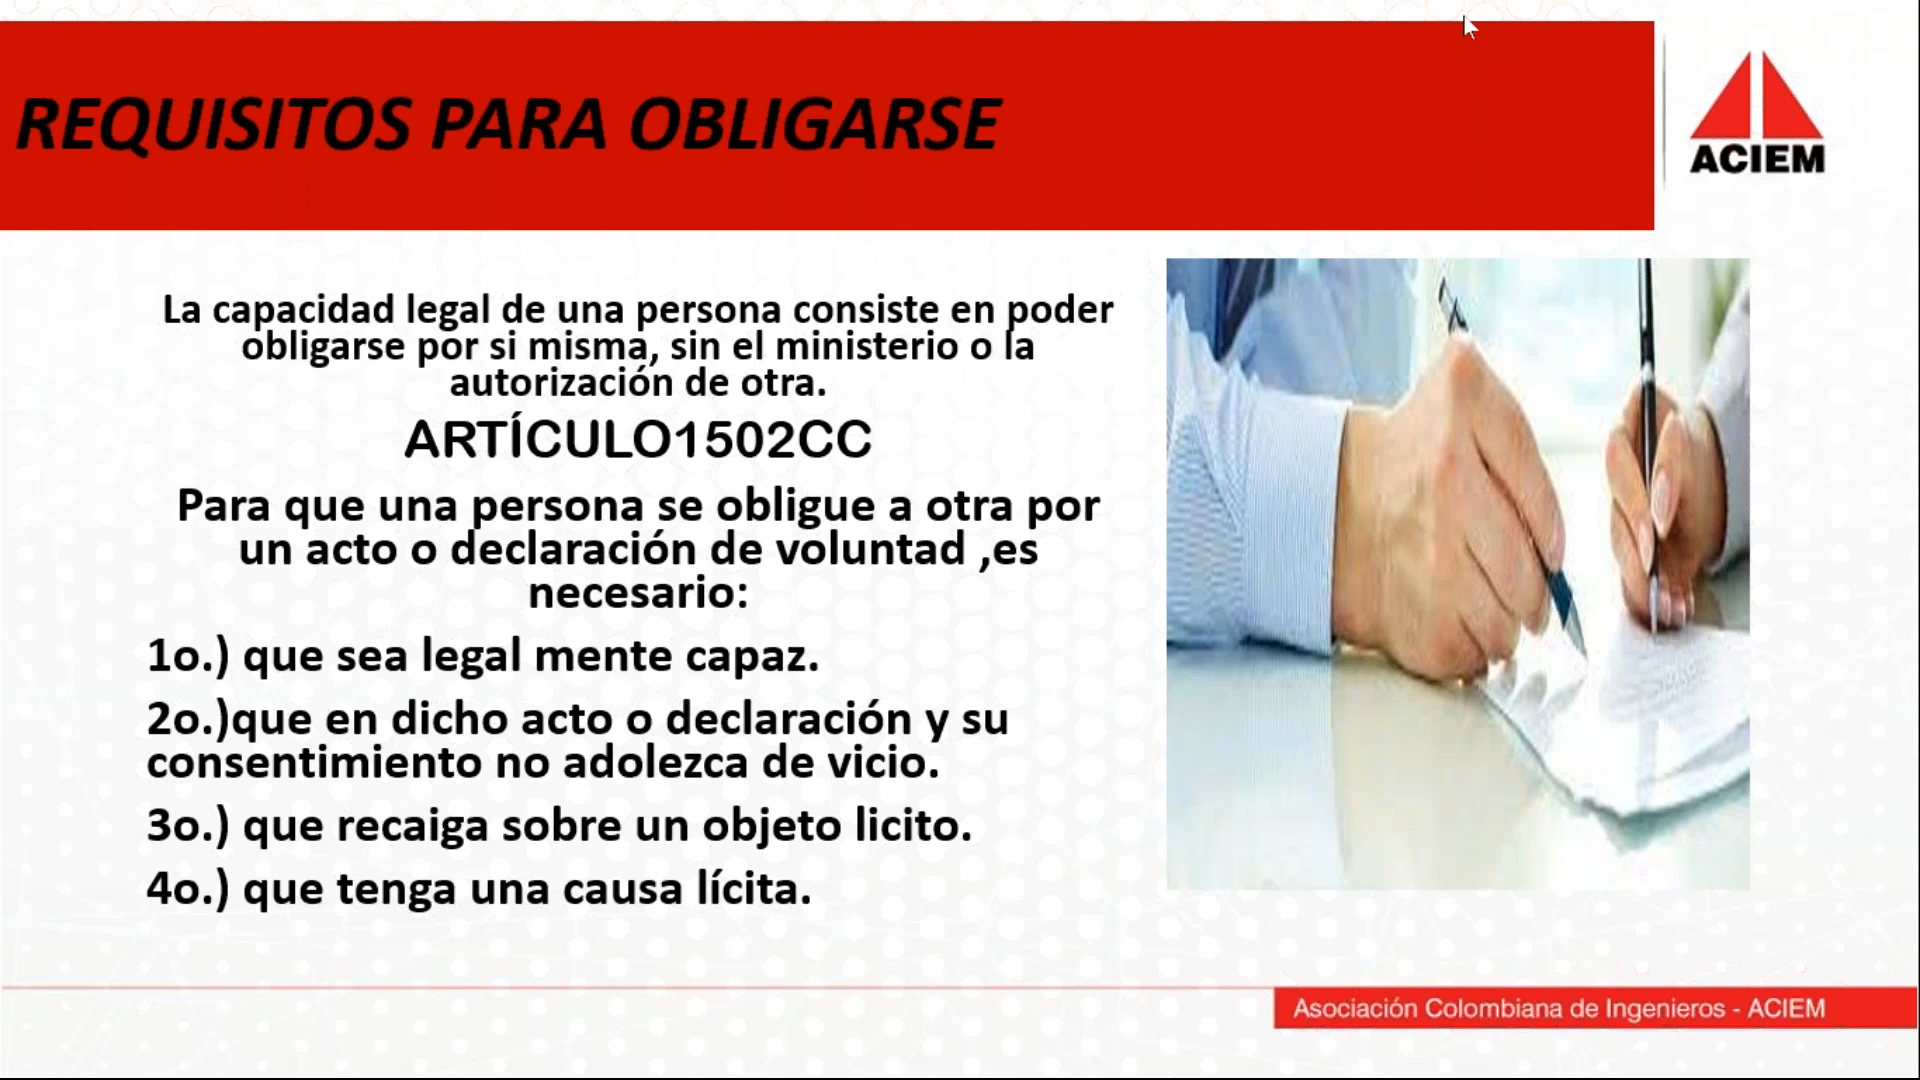 REQUISITOS PARA OBLIGARSE
ACIEM
La capacidad legal de una persona consiste en poder
obligarse por si misma, sin el ministerio o la
autorización de otra.
ARTÍCULO1502CC
Para que una persona se obligue a otra por
un acto o declaración de voluntad ,es
necesario:
1o.) que sea legal mente capaz.
2o.)que en dicho acto o declaración y su
consentimiento no adolezca de vicio.
3o.) que recaiga sobre un objeto licito.
4o.) que tenga una causa lícita.
Asociación Colombiana de Ingenieros - ACIEM